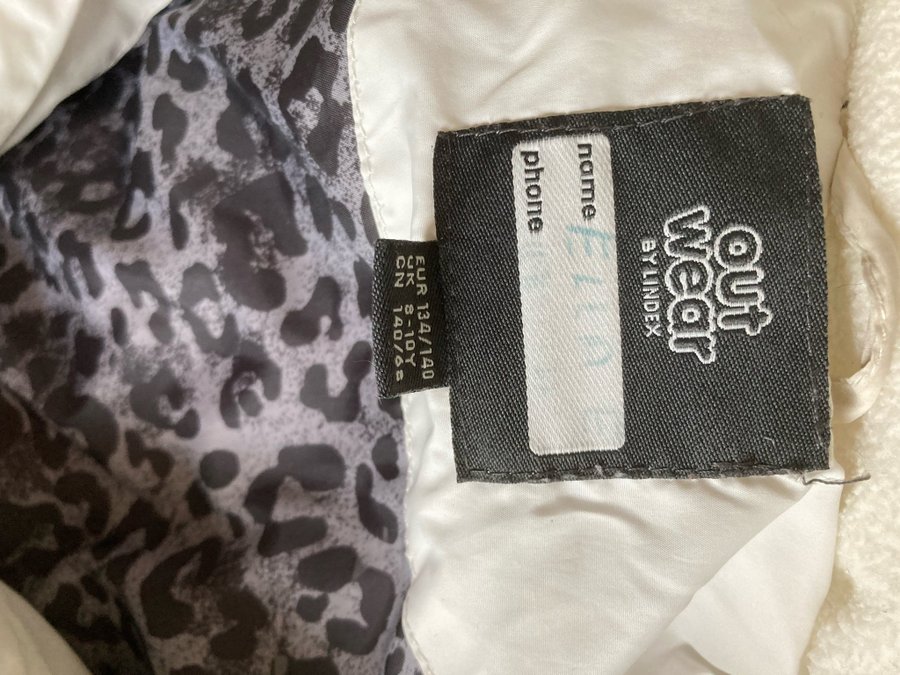 out
wear
BY LINDEX
name
phone
EUR 134/140
UK 8-10Y
CN 140/68